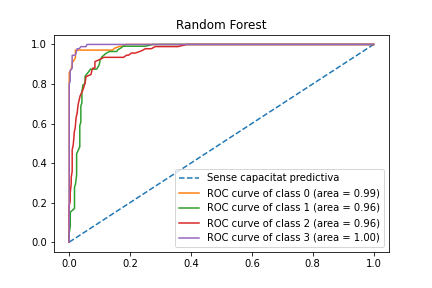 Random Forest
1.0
0.8
0.6
0.4
0.2
0.0
Sense capacitat predictiva
ROC curve of class 0 (area = 0.99)
ROC curve of class 1 (area = 0.96)
ROC curve of class 2 (area = 0.96)
ROC curve of class 3 (area = 1.00)
0.0 0.2 0.4 0.6 0.8 1.0